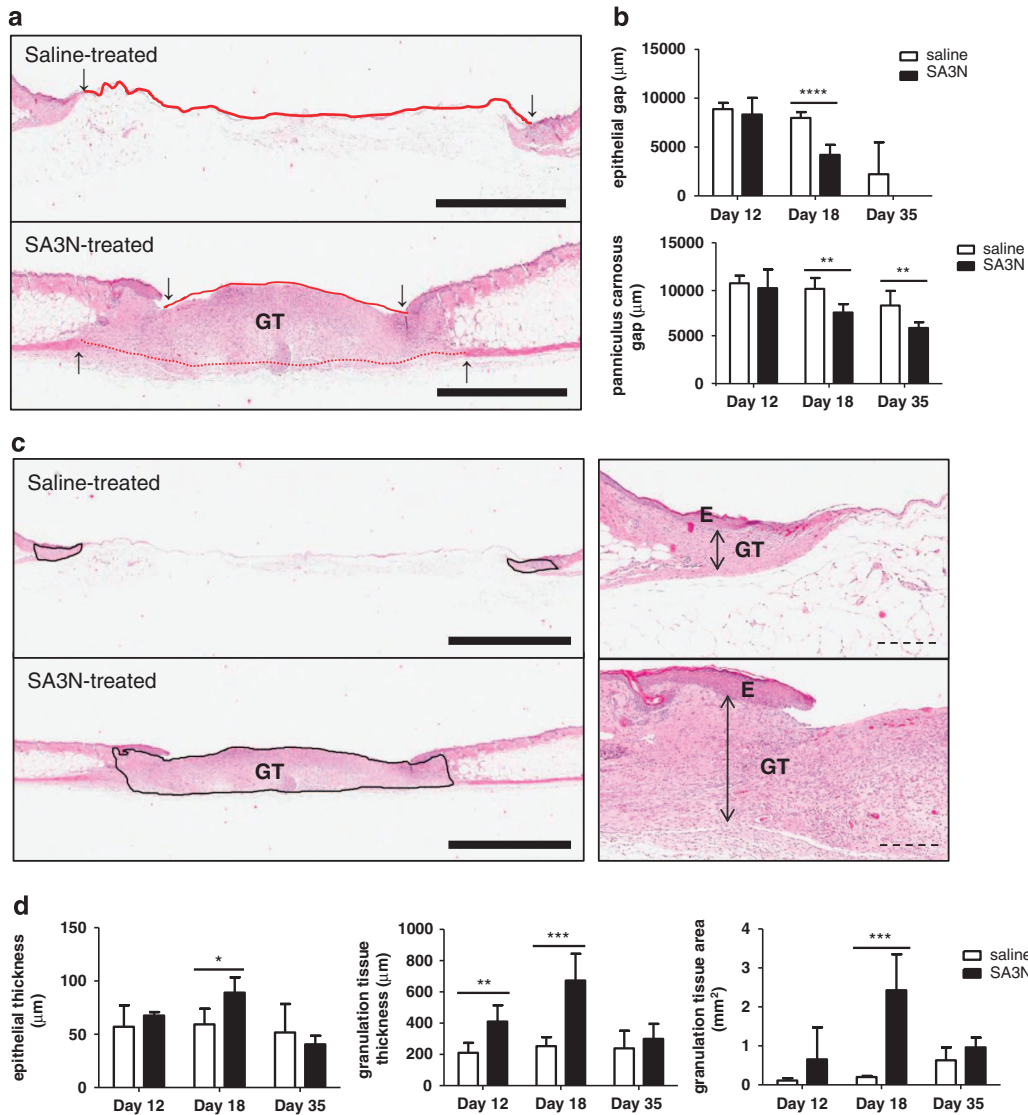 a
Saline-treated
SA3N-treated
GT
b
15000
10000
5000
0
epithelial gap (μm)
****
saline
SA3N
Day 12 Day 18 Day 35
15000
10000
5000
0
panniculus carnosus
gap (μm)
** **
saline
SA3N
Day 12 Day 18 Day 35
c
Saline-treated
E
GT
SA3N-treated
GT
E
GT
d
150
100
50
0
epithelial thickness
(μm)
*
Day 12 Day 18 Day 35
1000
800
600
400
200
0
granulation tissue
thickness (μm)
** ***
Day 12 Day 18 Day 35
4
3
2
1
0
granulation tissue area
(mm²)
***
saline
SA3N
Day 12 Day 18 Day 35